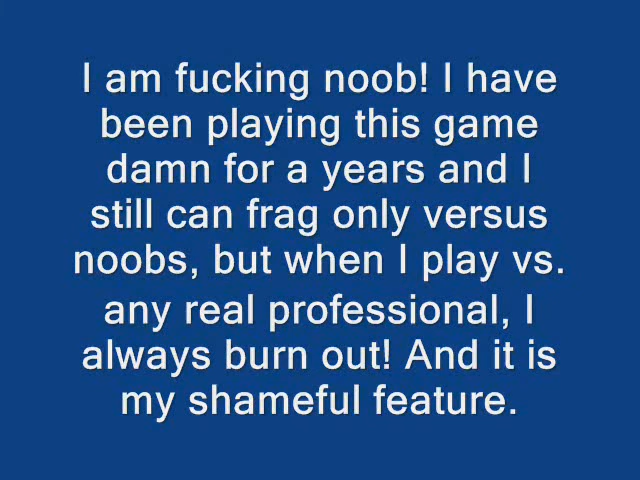 I am fucking noob! I have
been playing this game
damn for a years and I
still can frag only versus
noobs, but when I play vs.
any real professional, I
always burn out! And it is
my shameful feature.